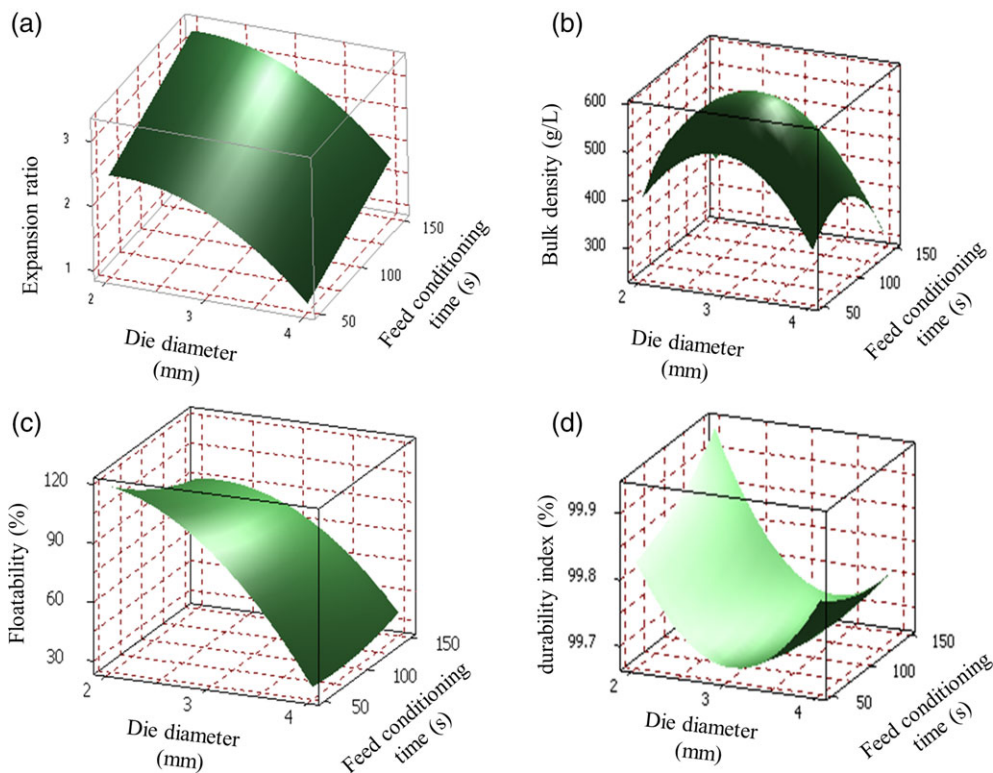 (a)
Expansion ratio
3
2
1
2
3
4
Die diameter
(mm)
50
100
150
Feed conditioning
time (s)
(b)
Bulk density (g/L)
600
500
400
300
2
3
4
Die diameter
(mm)
50
100
150
Feed conditioning
time (s)
(c)
Floatability (%)
120
90
60
30
2
3
4
Die diameter
(mm)
50
100
150
Feed conditioning
time (s)
(d)
durability index (%)
99.9
99.8
99.7
2
3
4
Die diameter
(mm)
50
100
150
Feed conditioning
time (s)